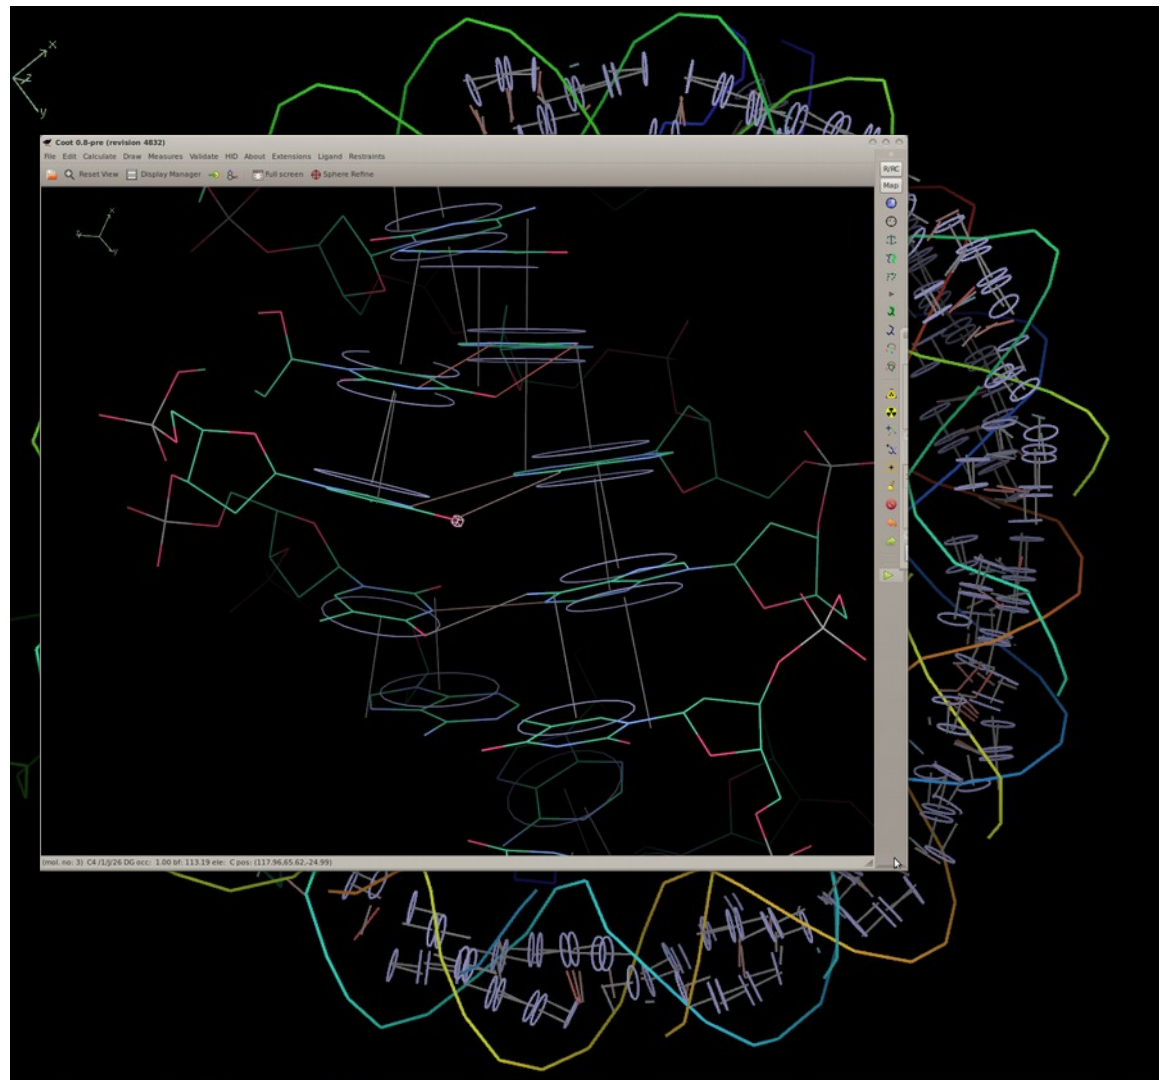 x
z
y
Coot 0.8-pre (revision 4832)
File Edit Calculate Draw Measures Validate HID About Extensions Ligand Restraints
Reset View Display Manager Full screen Sphere Refine
R/RC
Map
x
z
y
(mol. no: 3) C4 /1/J/26 DG occ: 1.00 bf: 113.19 ele: C pos: (117.96,65.62,-24.99)